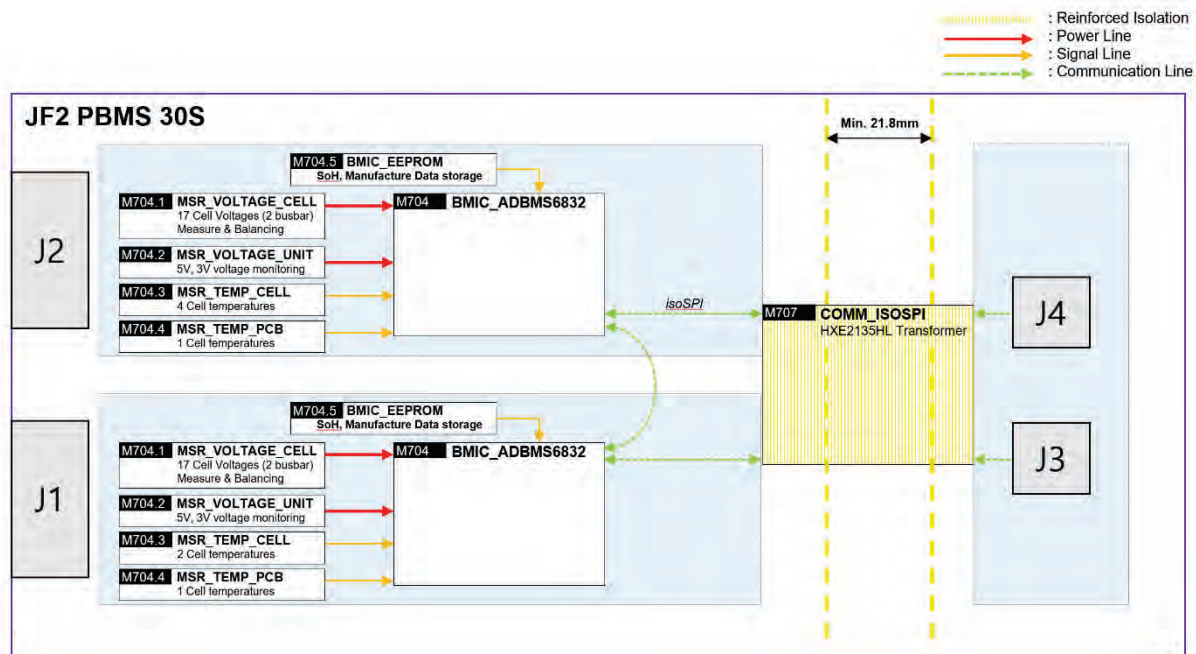 : Reinforced Isolation
: Power Line
: Signal Line
: Communication Line
JF2 PBMS 30S
Min. 21.8mm
J2
M704.5 BMIC_EEPROM
SoH, Manufacture Data storage
M704.1 MSR_VOLTAGE_CELL
17 Cell Voltages (2 busbar)
Measure & Balancing
M704.2 MSR_VOLTAGE_UNIT
5V, 3V voltage monitoring
M704.3 MSR_TEMP_CELL
4 Cell temperatures
M704.4 MSR_TEMP_PCB
1 Cell temperatures
M704 BMIC_ADBMS6832
isoSPI
M707 COMM_ISOSPI
HXE2135HL Transformer
J4
J3
J1
M704.5 BMIC_EEPROM
SoH, Manufacture Data storage
M704.1 MSR_VOLTAGE_CELL
17 Cell Voltages (2 busbar)
Measure & Balancing
M704.2 MSR_VOLTAGE_UNIT
5V, 3V voltage monitoring
M704.3 MSR_TEMP_CELL
2 Cell temperatures
M704.4 MSR_TEMP_PCB
1 Cell temperatures
M704 BMIC_ADBMS6832